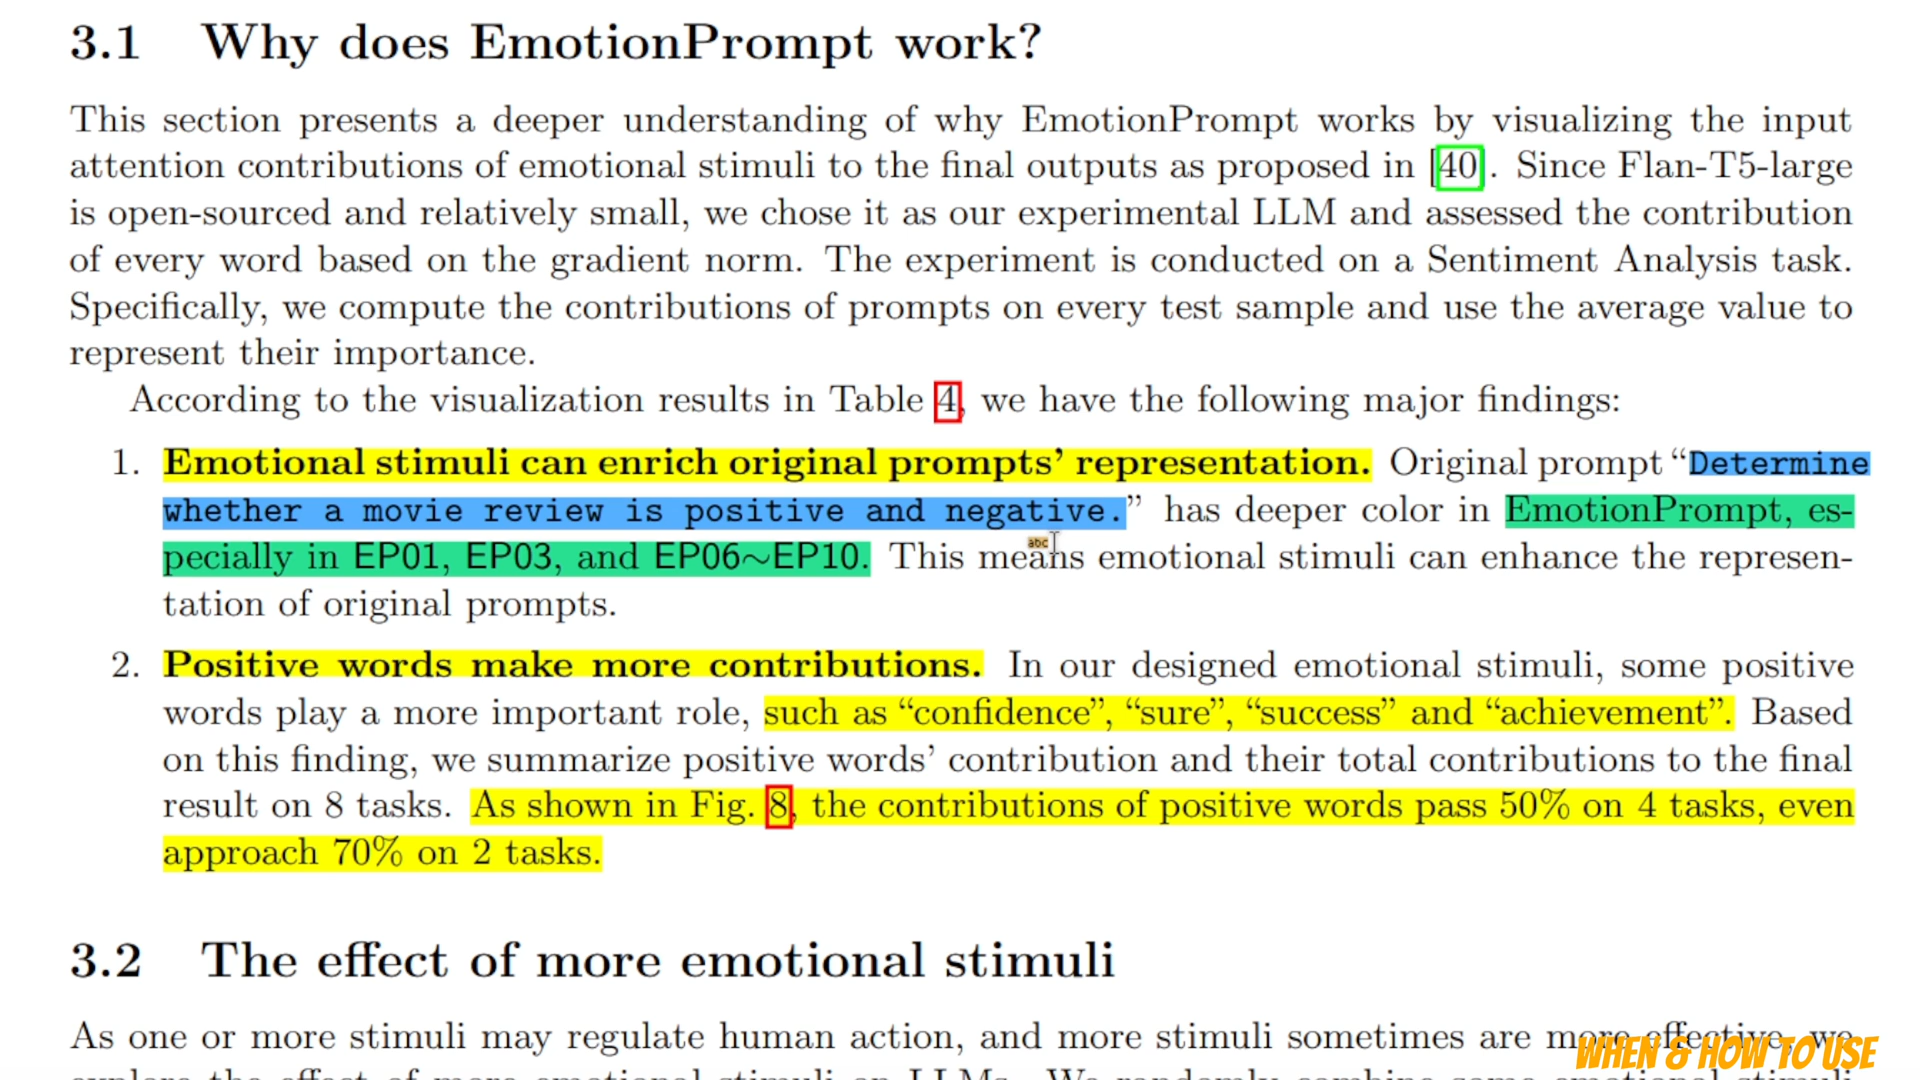 3.1 Why does EmotionPrompt work?
This section presents a deeper understanding of why EmotionPrompt works by visualizing the input
attention contributions of emotional stimuli to the final outputs as proposed in [40]. Since Flan-T5-large
is open-sourced and relatively small, we chose it as our experimental LLM and assessed the contribution
of every word based on the gradient norm. The experiment is conducted on a Sentiment Analysis task.
Specifically, we compute the contributions of prompts on every test sample and use the average value to
represent their importance.
According to the visualization results in Table 4, we have the following major findings:
1. Emotional stimuli can enrich original prompts’ representation. Original prompt “Determine
whether a movie review is positive and negative.” has deeper color in EmotionPrompt, es-
pecially in EP01, EP03, and EP06~EP10. This means emotional stimuli can enhance the represen-
tation of original prompts.
2. Positive words make more contributions. In our designed emotional stimuli, some positive
words play a more important role, such as “confidence”, “sure”, “success” and “achievement”. Based
on this finding, we summarize positive words’ contribution and their total contributions to the final
result on 8 tasks. As shown in Fig. 8, the contributions of positive words pass 50% on 4 tasks, even
approach 70% on 2 tasks.
3.2 The effect of more emotional stimuli
As one or more stimuli may regulate human action, and more stimuli sometimes are more effective, we
WHEN & HOW TO USE